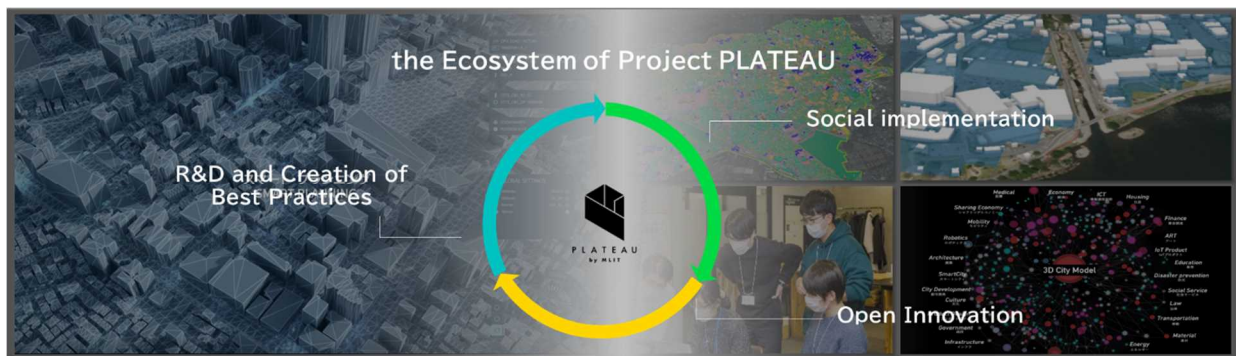 the Ecosystem of Project PLATEAU
Social implementation
R&D and Creation of
Best Practices
PLATEAU
by MLIT
Open Innovation
Medical
Economy
ICT
Housing
Sharing Economy
Finance
Mobility
ART
Robotics
IoT Product
Architecture
Education
3D City Model
SmartCity
Disaster prevention
City Development
Social Service
Culture
Law
Transportation
Government
Material
Infrastructure
Energy